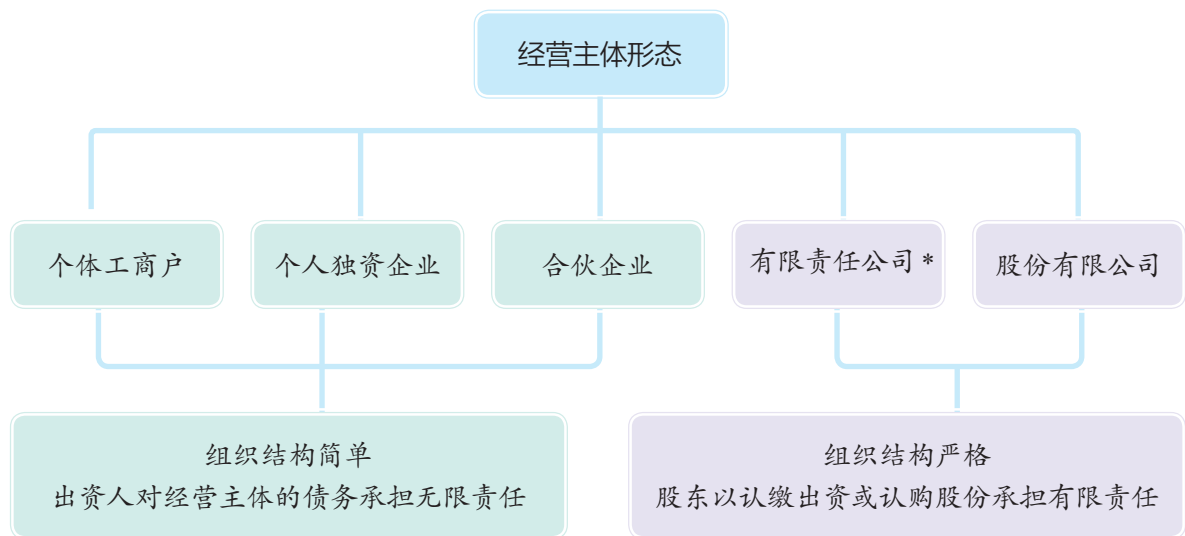 经营主体形态
个体工商户
个人独资企业
合伙企业
有限责任公司*
股份有限公司
组织结构简单
出资人对经营主体的债务承担无限责任
组织结构严格
股东以认缴出资或认购股份承担有限责任